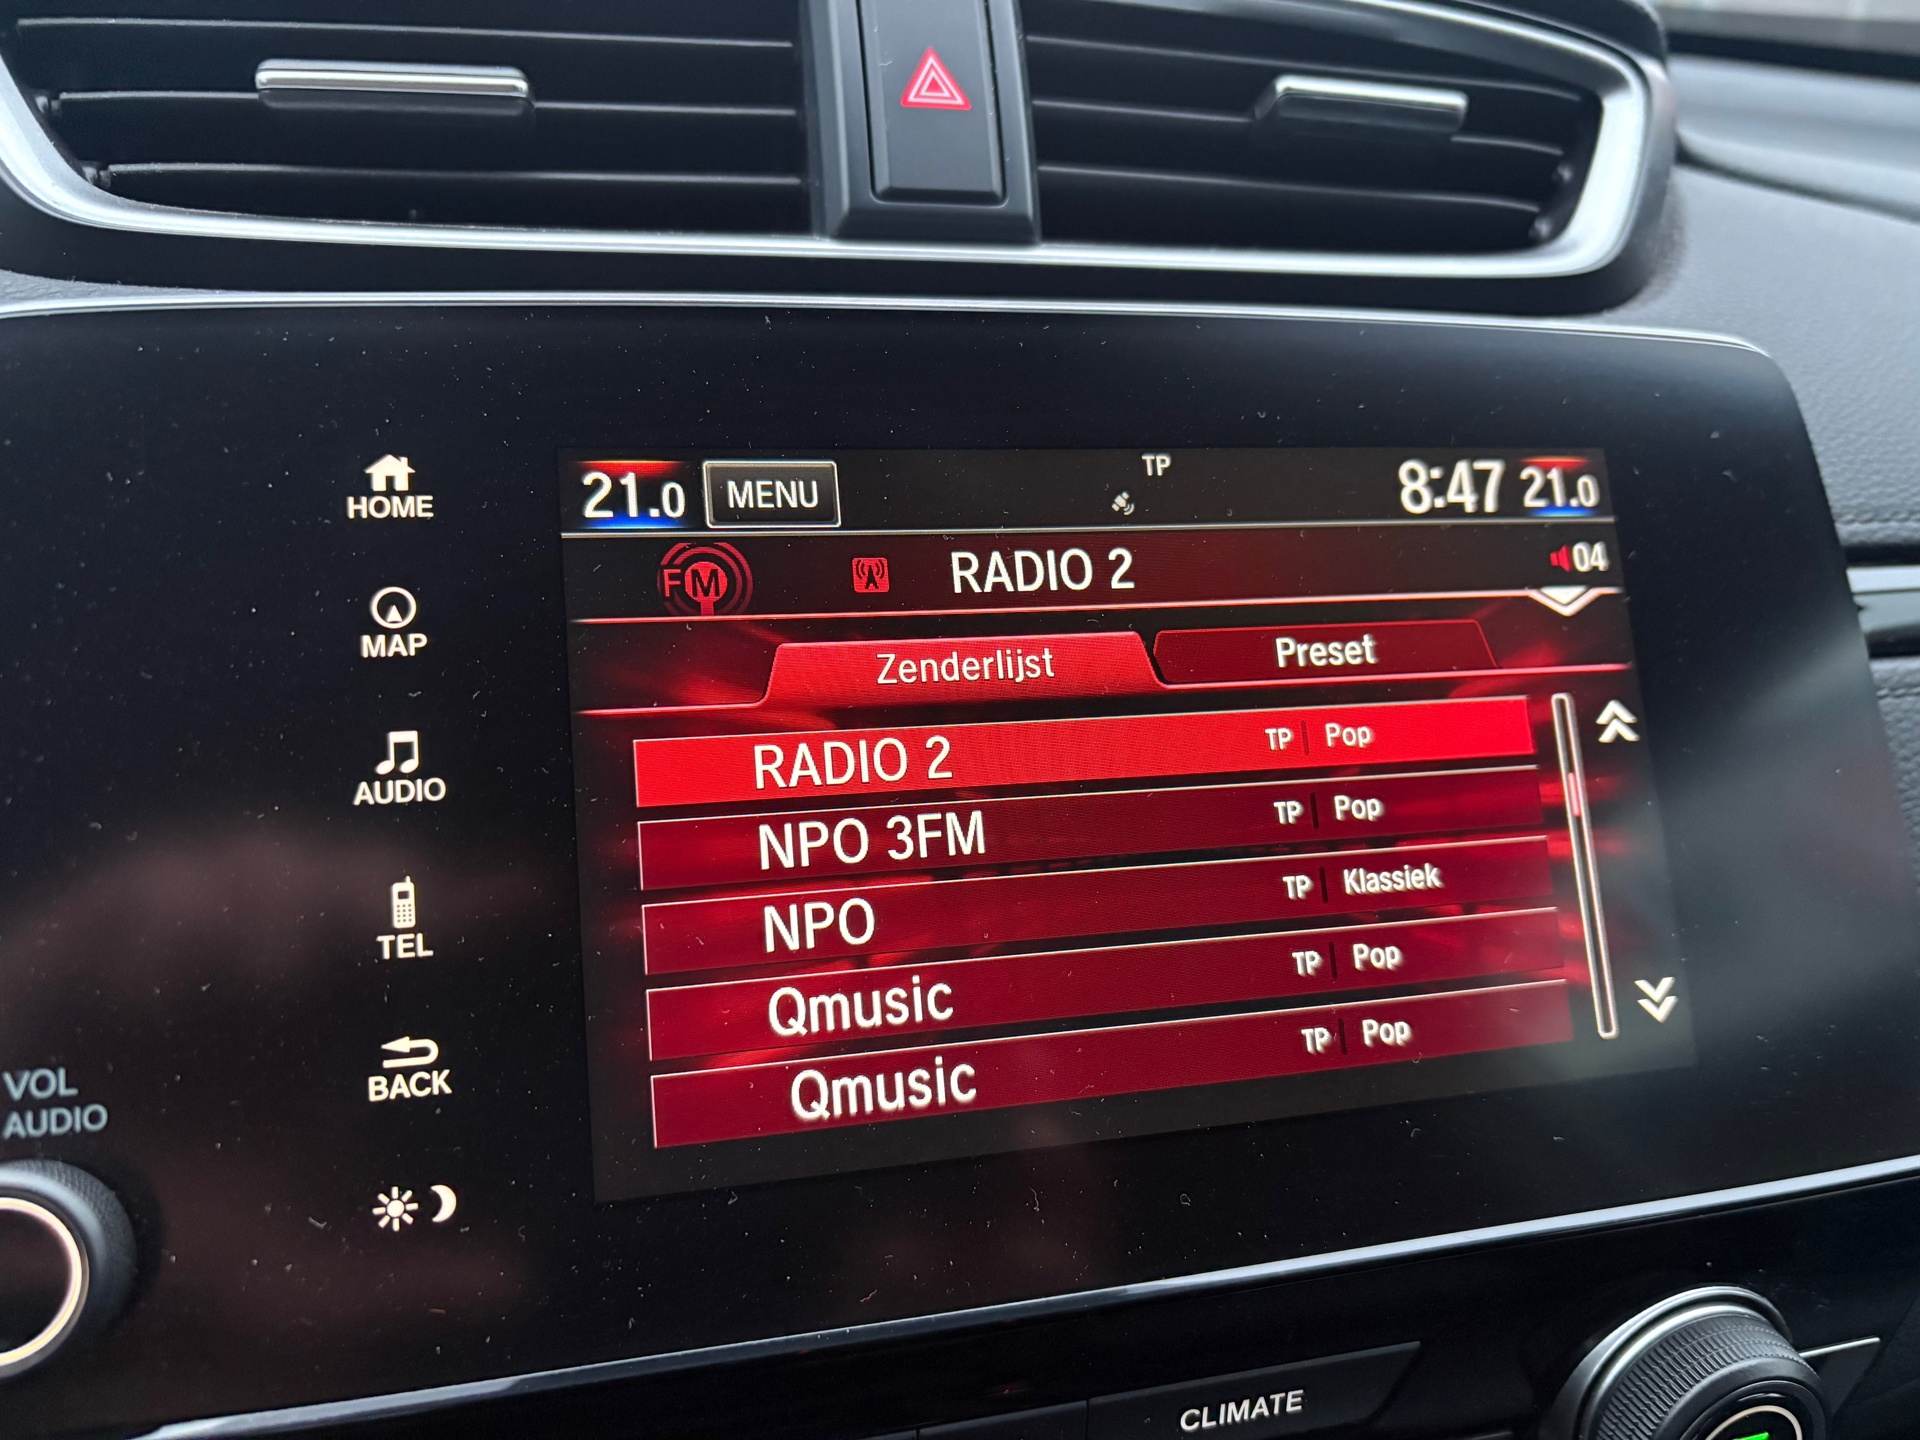 HOME
MAP
AUDIO
TEL
BACK
VOL
AUDIO
21.0 MENU TP 8:47 21.0
FM RADIO 2 04
Zenderlijst Preset
RADIO 2 TP Pop
NPO 3FM TP Pop
NPO TP Klassiek
Qmusic TP Pop
Qmusic TP Pop
CLIMATE